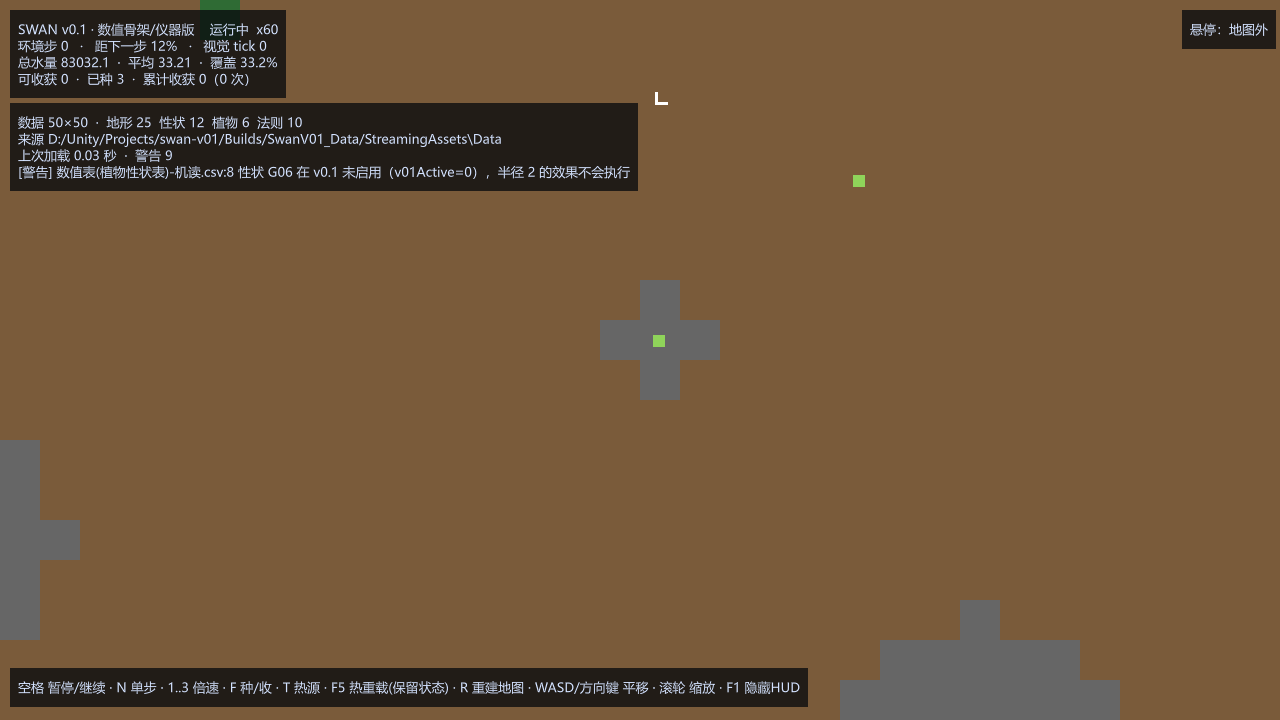 SWAN v0.1 · 数值骨架/仪器版 运行中 x60
环境步 0 · 距下一步 12% · 视觉 tick 0
总水量 83032.1 · 平均 33.21 · 覆盖 33.2%
可收获 0 · 已种 3 · 累计收获 0（0 次）
悬停：地图外
数据 50×50 · 地形 25 性状 12 植物 6 法则 10
来源 D:/Unity/Projects/swan-v01/Builds/SwanV01_Data/StreamingAssets\Data
上次加载 0.03 秒 · 警告 9
[警告] 数值表(植物性状表)-机读.csv:8 性状 G06 在 v0.1 未启用（v01Active=0），半径 2 的效果不会执行
空格 暂停/继续 · N 单步 · 1..3 倍速 · F 种/收 · T 热源 · F5 热重载(保留状态) · R 重建地图 · WASD/方向键 平移 · 滚轮 缩放 · F1 隐藏HUD